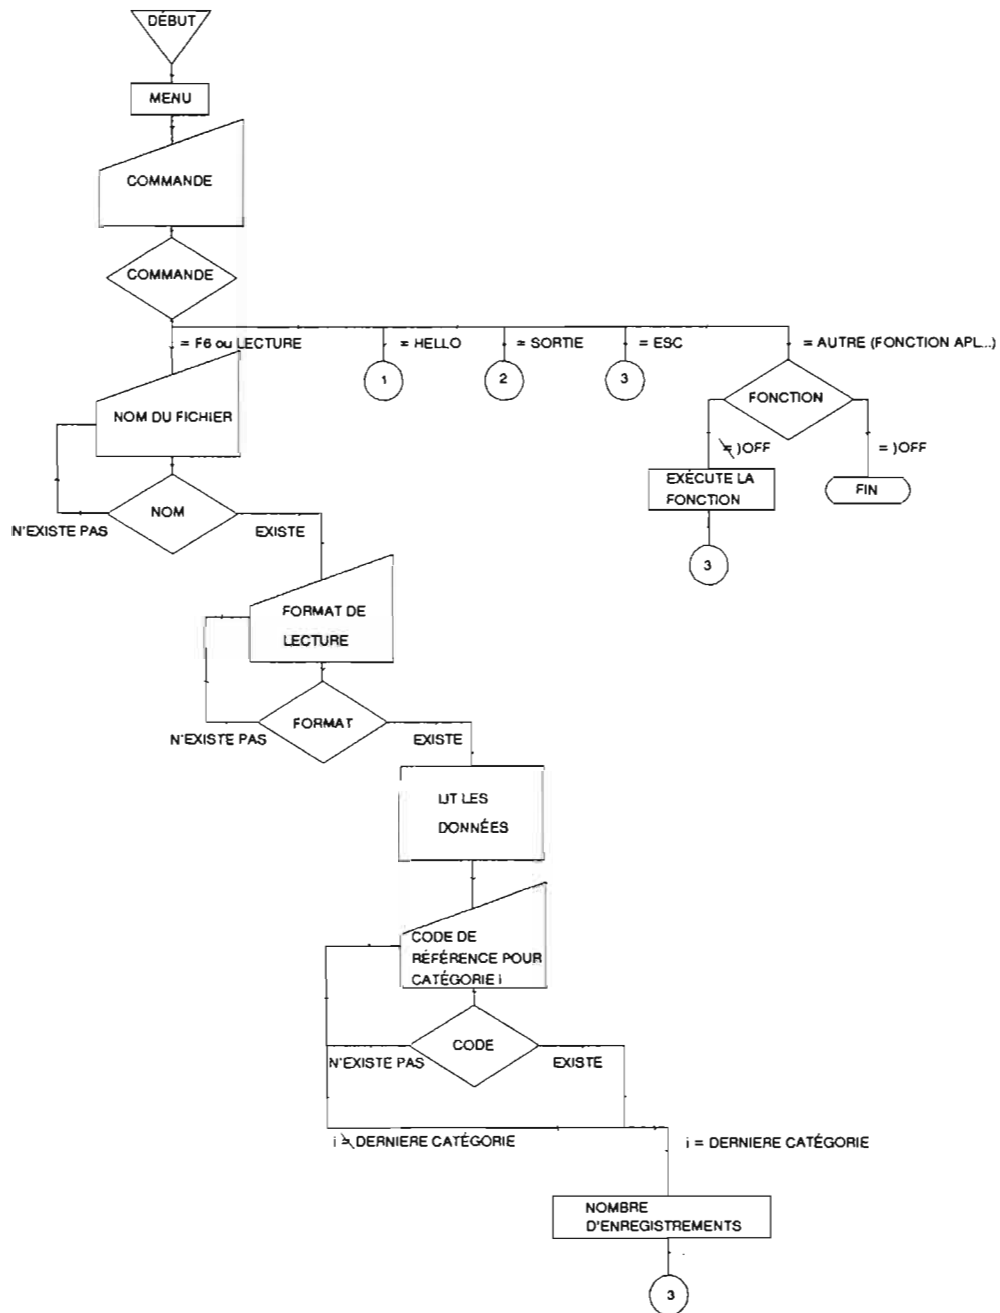 DÉBUT
MENU
COMMANDE
COMMANDE
= F6 ou LECTURE
= HELLO
= SORTIE
= ESC
= AUTRE (FONCTION APL...)
1
2
3
FONCTION
NOM DU FICHIER
≠ )OFF
= )OFF
EXÉCUTE LA
FONCTION
FIN
NOM
N'EXISTE PAS
EXISTE
3
FORMAT DE
LECTURE
FORMAT
N'EXISTE PAS
EXISTE
LIT LES
DONNÉES
CODE DE
RÉFÉRENCE POUR
CATÉGORIE i
CODE
N'EXISTE PAS
EXISTE
i ≠ DERNIERE CATÉGORIE
i = DERNIERE CATÉGORIE
NOMBRE
D'ENREGISTREMENTS
3